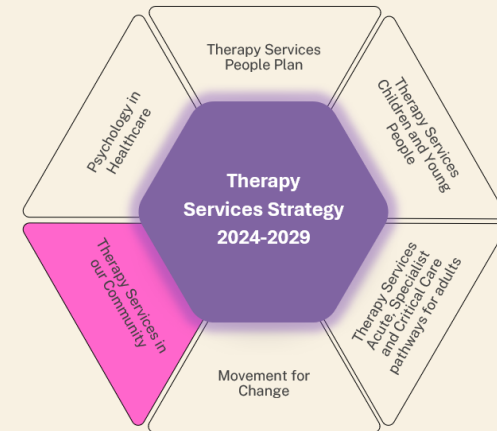 Therapy Services
People Plan
Therapy Services
Children and Young
People
Therapy Services
Acute, Specialist
and Critical Care
pathways for adults
Movement for
Change
Therapy Services in
our Community
Psychology in
Healthcare
Therapy
Services Strategy
2024-2029